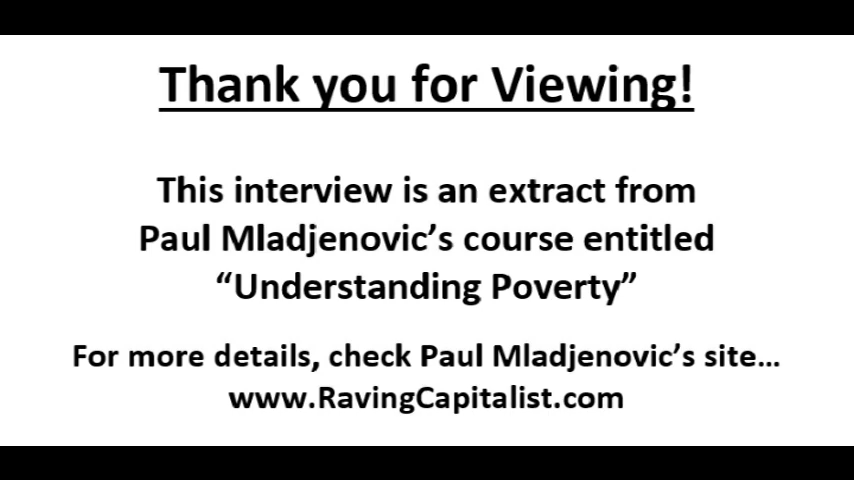 Thank you for Viewing!
This interview is an extract from
Paul Mladjenovic’s course entitled
“Understanding Poverty”
For more details, check Paul Mladjenovic’s site…
www.RavingCapitalist.com